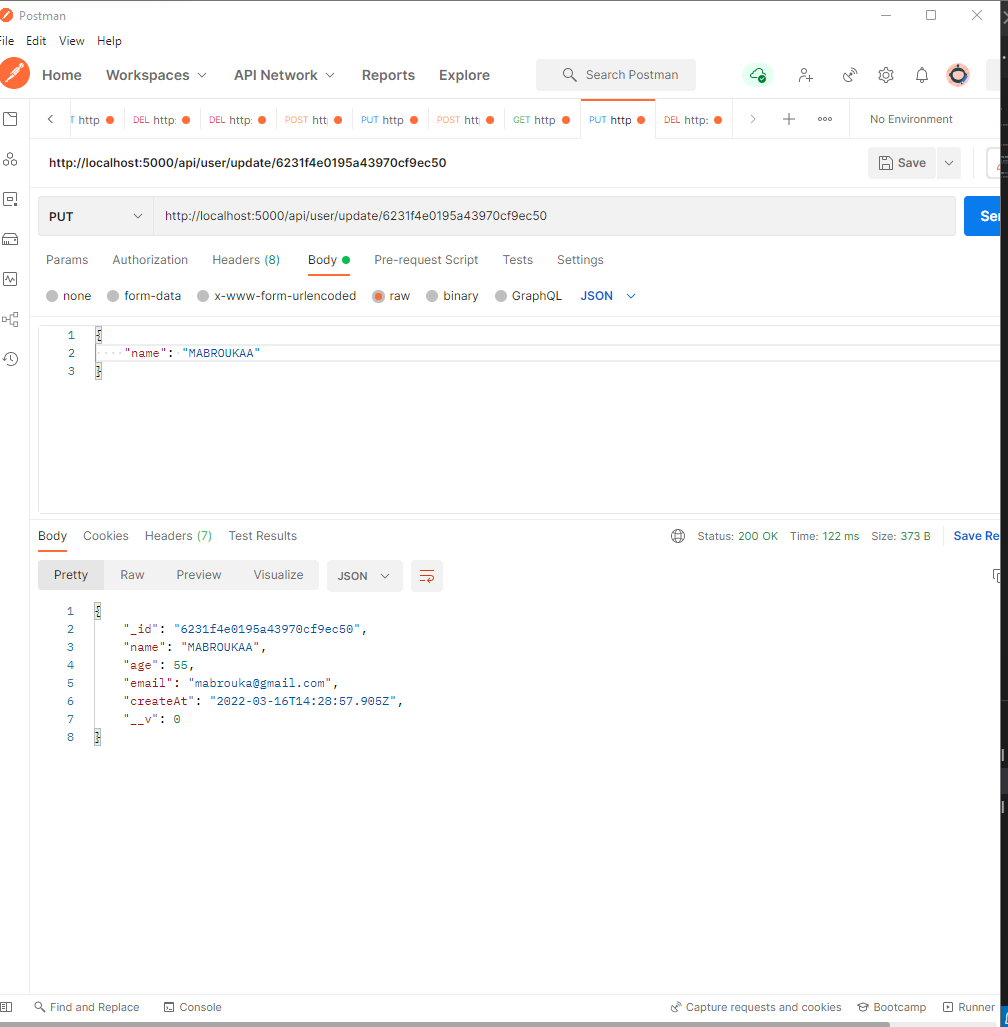 Postman
File Edit View Help
Home Workspaces API Network Reports Explore Search Postman
T http DEL http: DEL http: POST htt PUT http POST htt GET http PUT http DEL http: No Environment
http://localhost:5000/api/user/update/6231f4e0195a43970cf9ec50 Save
PUT http://localhost:5000/api/user/update/6231f4e0195a43970cf9ec50 Se
Params Authorization Headers (8) Body Pre-request Script Tests Settings
none form-data x-www-form-urlencoded raw binary GraphQL JSON
1 {
2 "name": "MABROUKAA"
3 }
Body Cookies Headers (7) Test Results Status: 200 OK Time: 122 ms Size: 373 B Save Re
Pretty Raw Preview Visualize JSON
1 {
2 "_id": "6231f4e0195a43970cf9ec50",
3 "name": "MABROUKAA",
4 "age": 55,
5 "email": "mabrouka@gmail.com",
6 "createAt": "2022-03-16T14:28:57.905Z",
7 "__v": 0
8 }
Find and Replace Console Capture requests and cookies Bootcamp Runner